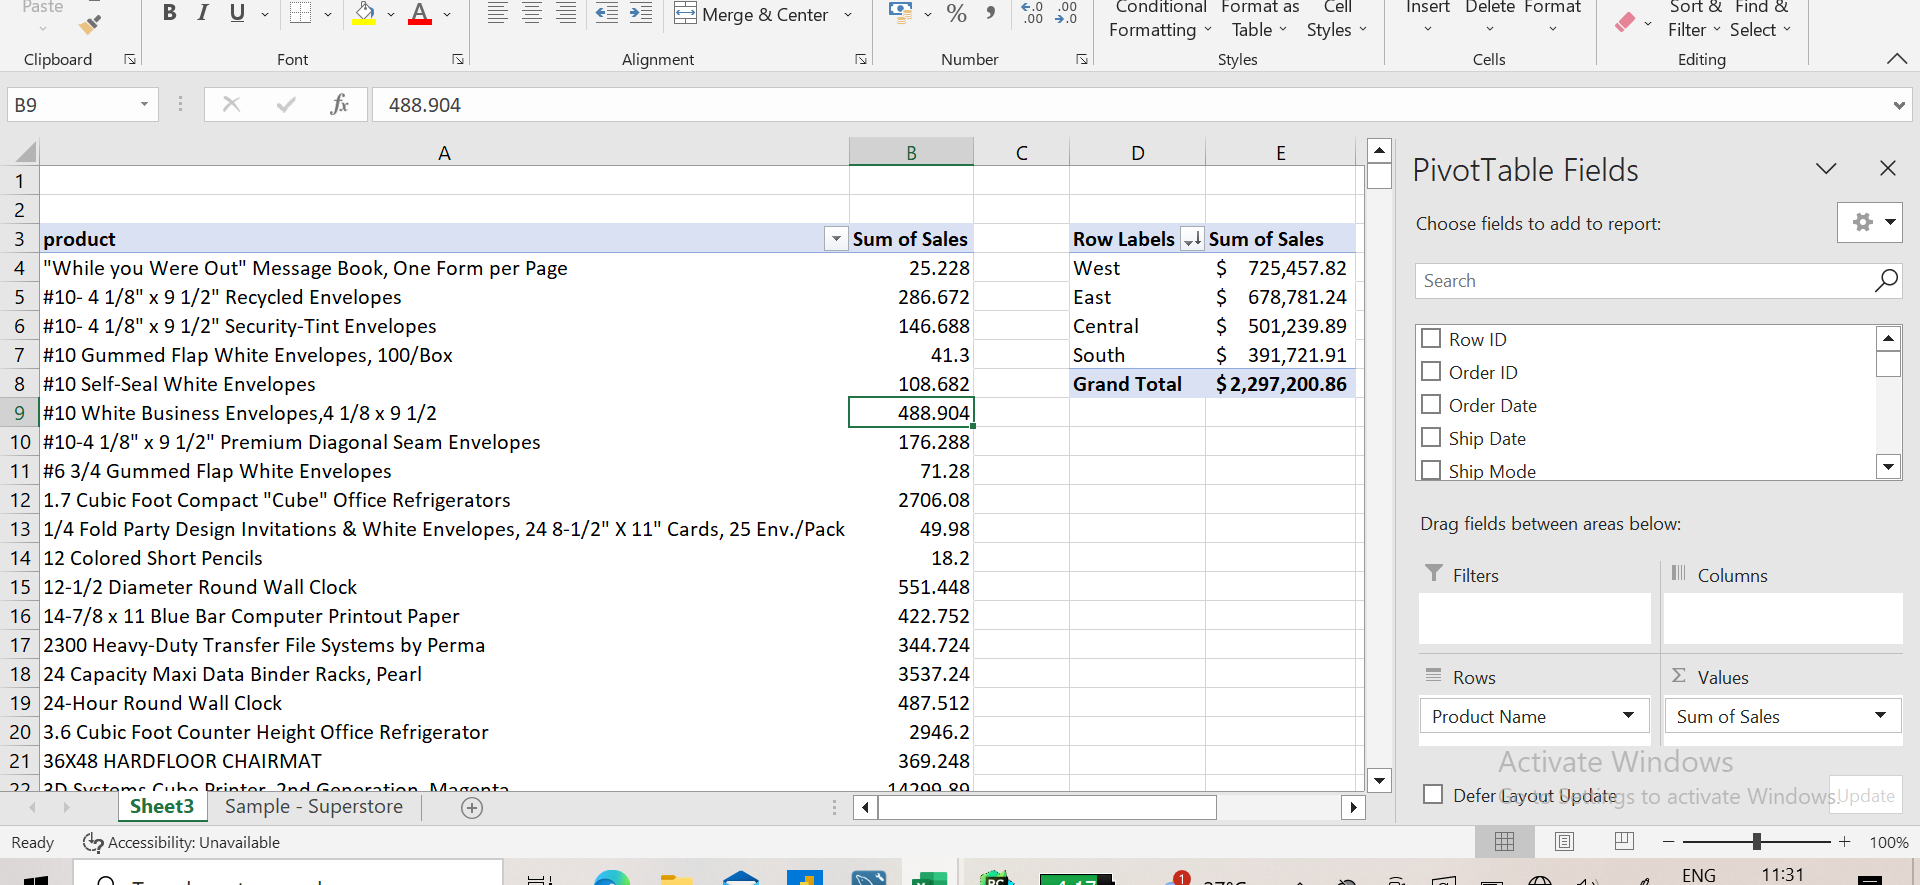 Paste
B I U
A
Merge & Center
%
Conditional Formatting
Format as Table
Cell Styles
Insert
Delete
Format
Sort & Filter
Find & Select
Clipboard
Font
Alignment
Number
Styles
Cells
Editing
B9
fx
488.904
A B C D E
1
2
3 product Sum of Sales Row Labels Sum of Sales
4 "While you Were Out" Message Book, One Form per Page 25.228 West $ 725,457.82
5 #10- 4 1/8" x 9 1/2" Recycled Envelopes 286.672 East $ 678,781.24
6 #10- 4 1/8" x 9 1/2" Security-Tint Envelopes 146.688 Central $ 501,239.89
7 #10 Gummed Flap White Envelopes, 100/Box 41.3 South $ 391,721.91
8 #10 Self-Seal White Envelopes 108.682 Grand Total $2,297,200.86
9 #10 White Business Envelopes,4 1/8 x 9 1/2 488.904
10 #10-4 1/8" x 9 1/2" Premium Diagonal Seam Envelopes 176.288
11 #6 3/4 Gummed Flap White Envelopes 71.28
12 1.7 Cubic Foot Compact "Cube" Office Refrigerators 2706.08
13 1/4 Fold Party Design Invitations & White Envelopes, 24 8-1/2" X 11" Cards, 25 Env./Pack 49.98
14 12 Colored Short Pencils 18.2
15 12-1/2 Diameter Round Wall Clock 551.448
16 14-7/8 x 11 Blue Bar Computer Printout Paper 422.752
17 2300 Heavy-Duty Transfer File Systems by Perma 344.724
18 24 Capacity Maxi Data Binder Racks, Pearl 3537.24
19 24-Hour Round Wall Clock 487.512
20 3.6 Cubic Foot Counter Height Office Refrigerator 2946.2
21 36X48 HARDFLOOR CHAIRMAT 369.248
22 3D Systems Cube Printer, 2nd Generation, Magenta 14299.89
Sheet3
Sample - Superstore
PivotTable Fields
Choose fields to add to report:
Search
Row ID
Order ID
Order Date
Ship Date
Ship Mode
Drag fields between areas below:
Filters
Columns
Rows
Σ Values
Product Name
Sum of Sales
Activate Windows
Go to Settings to activate Windows.
Defer Layout Update
Update
Ready
Accessibility: Unavailable
100%
1
ENG
11:31